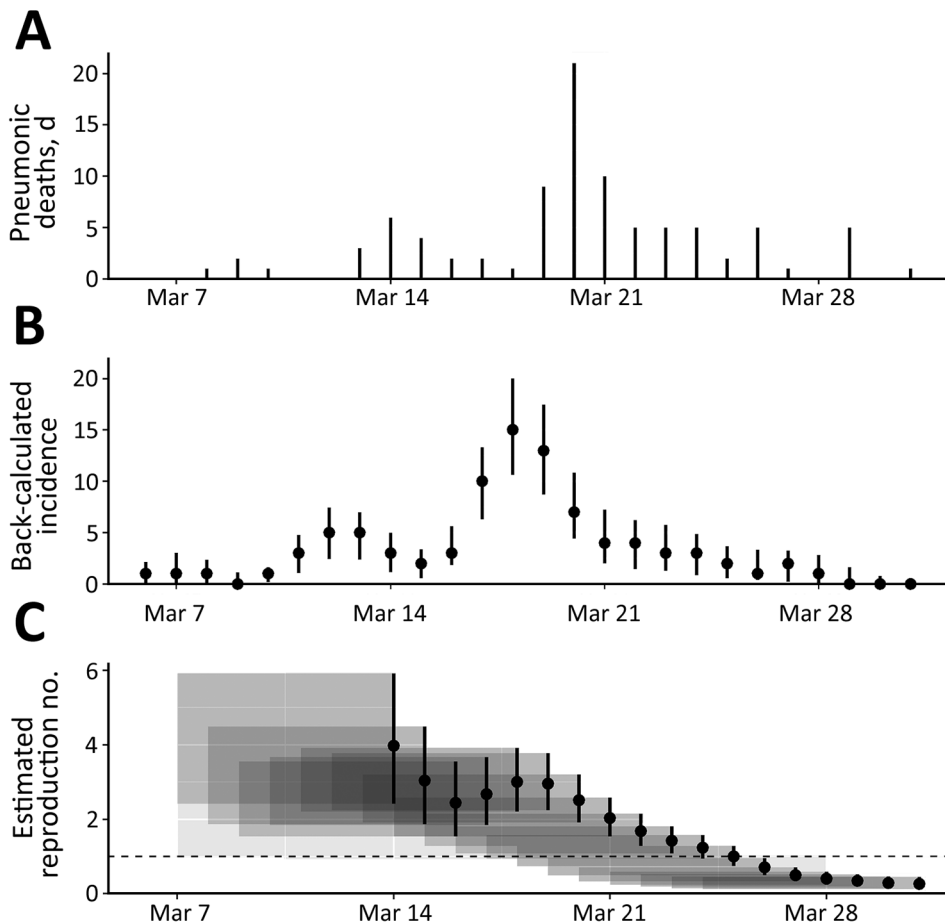 A
Pneumonic
deaths, d
20
15
10
5
0
Mar 7
Mar 14
Mar 21
Mar 28
B
Back-calculated
incidence
20
15
10
5
0
Mar 7
Mar 14
Mar 21
Mar 28
C
Estimated
reproduction no.
6
4
2
0
Mar 7
Mar 14
Mar 21
Mar 28